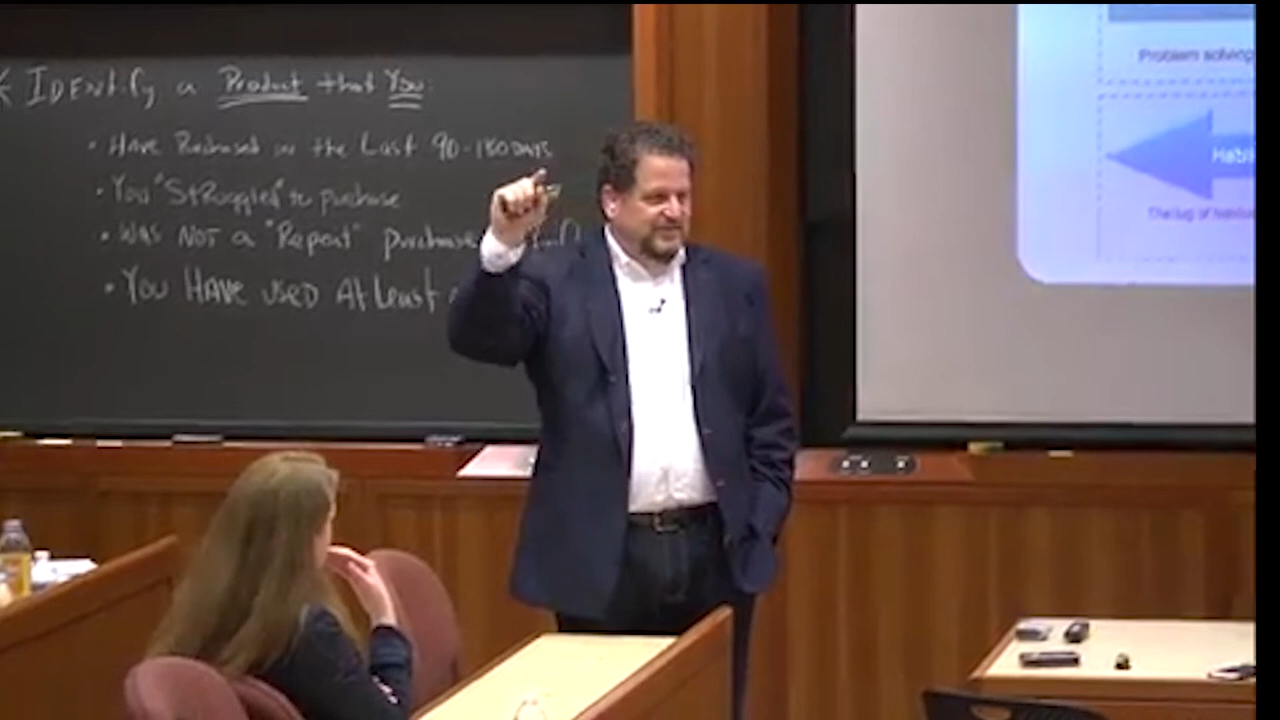 * IDENtify a Product that You:
• HAVE Purchased in the Last 90-180 DAYS
• You "StRuggled" to purchase
• WAS NOT a "Repeat" purchase
• YOU HAVE USED At Least
Problem solving
Habi
The tug of